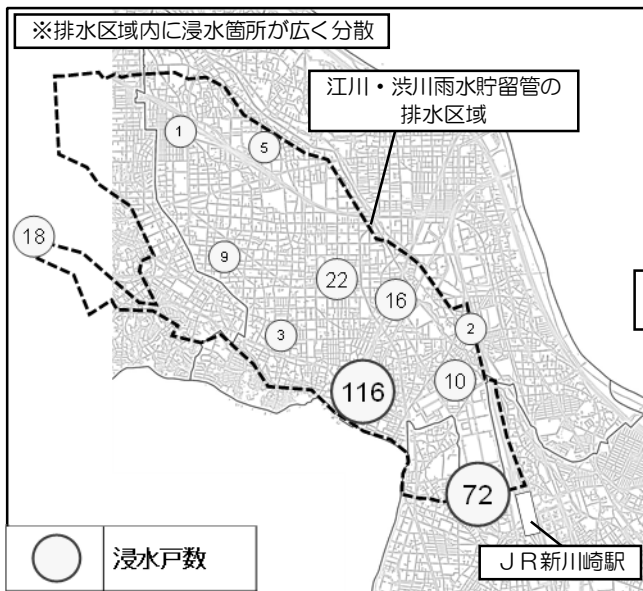 ※排水区域内に浸水箇所が広く分散
江川・渋川雨水貯留管の
排水区域
1
5
18
9
22
16
2
3
116
10
72
浸水戸数
ＪＲ新川崎駅